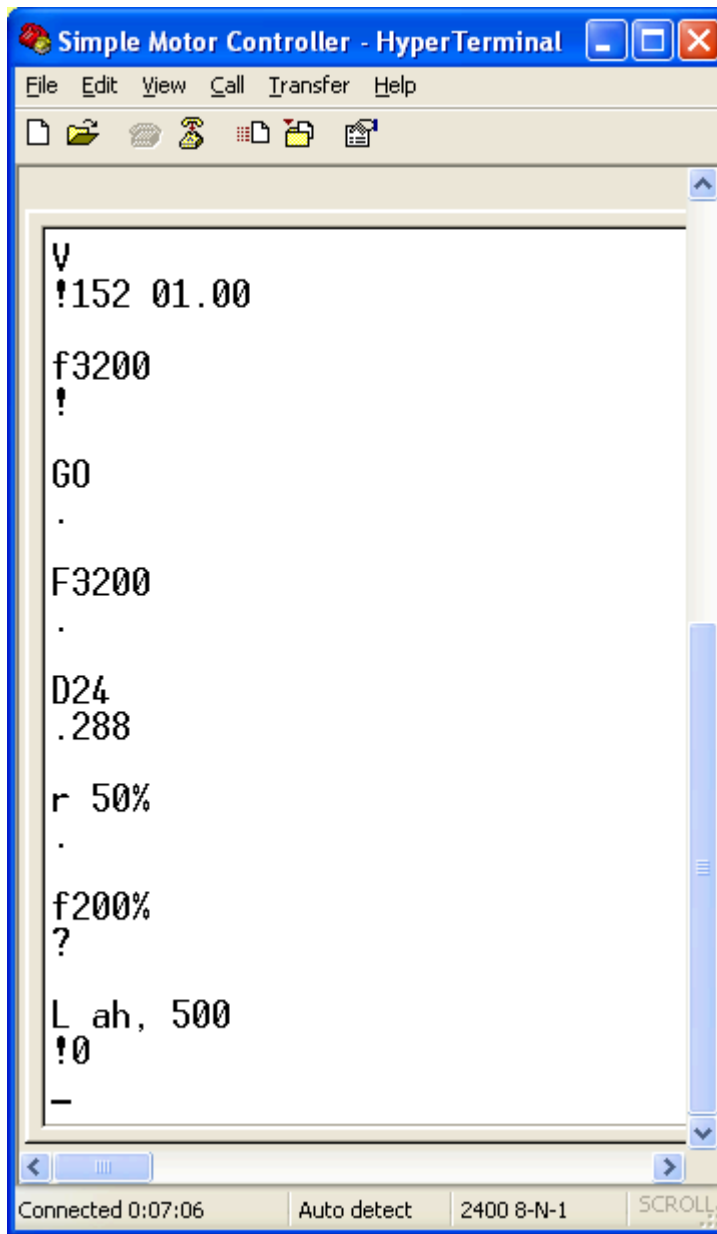 Simple Motor Controller - HyperTerminal
File Edit View Call Transfer Help
V
!152 01.00
f3200
!
GO
.
F3200
.
D24
.288
r 50%
.
f200%
?
L ah, 500
!0
_
Connected 0:07:06 Auto detect 2400 8-N-1 SCROLL